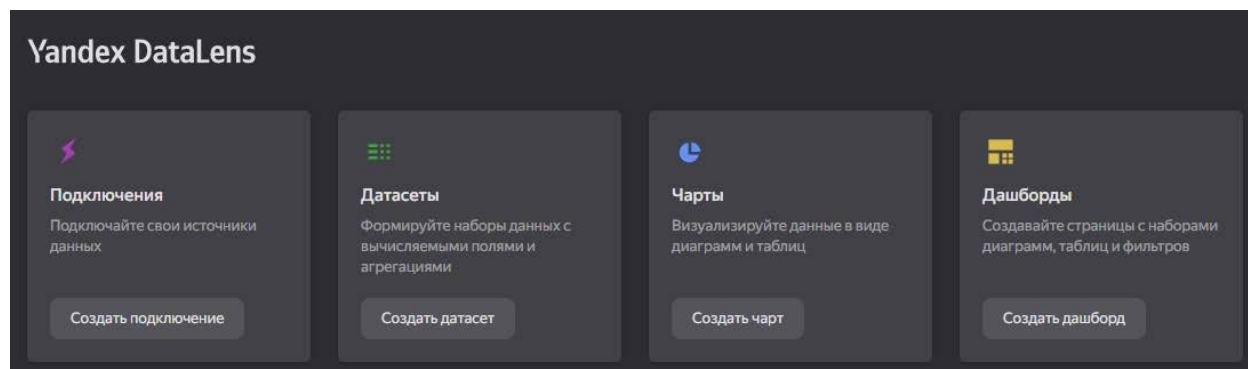 Yandex DataLens
Подключения
Подключайте свои источники
данных
Создать подключение
Датасеты
Формируйте наборы данных с
вычисляемыми полями и
агрегациями
Создать датасет
Чарты
Визуализируйте данные в виде
диаграмм и таблиц
Создать чарт
Дашборды
Создавайте страницы с наборами
диаграмм, таблиц и фильтров
Создать дашборд